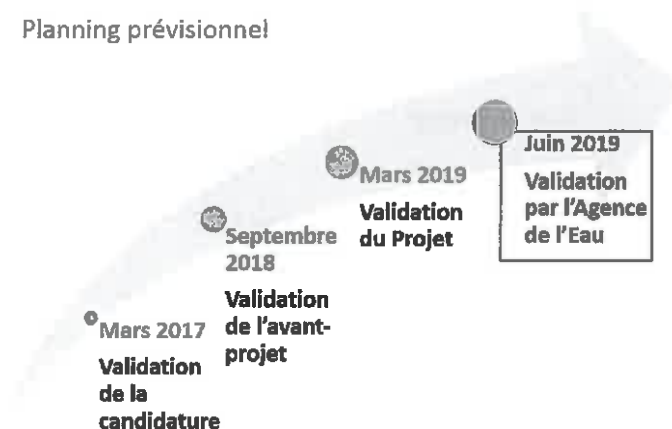 Planning prévisionnel
Mars 2017
Validation
de la
candidature
Septembre
2018
Validation
de l'avant-
projet
Mars 2019
Validation
du Projet
Juin 2019
Validation
par l'Agence
de l'Eau